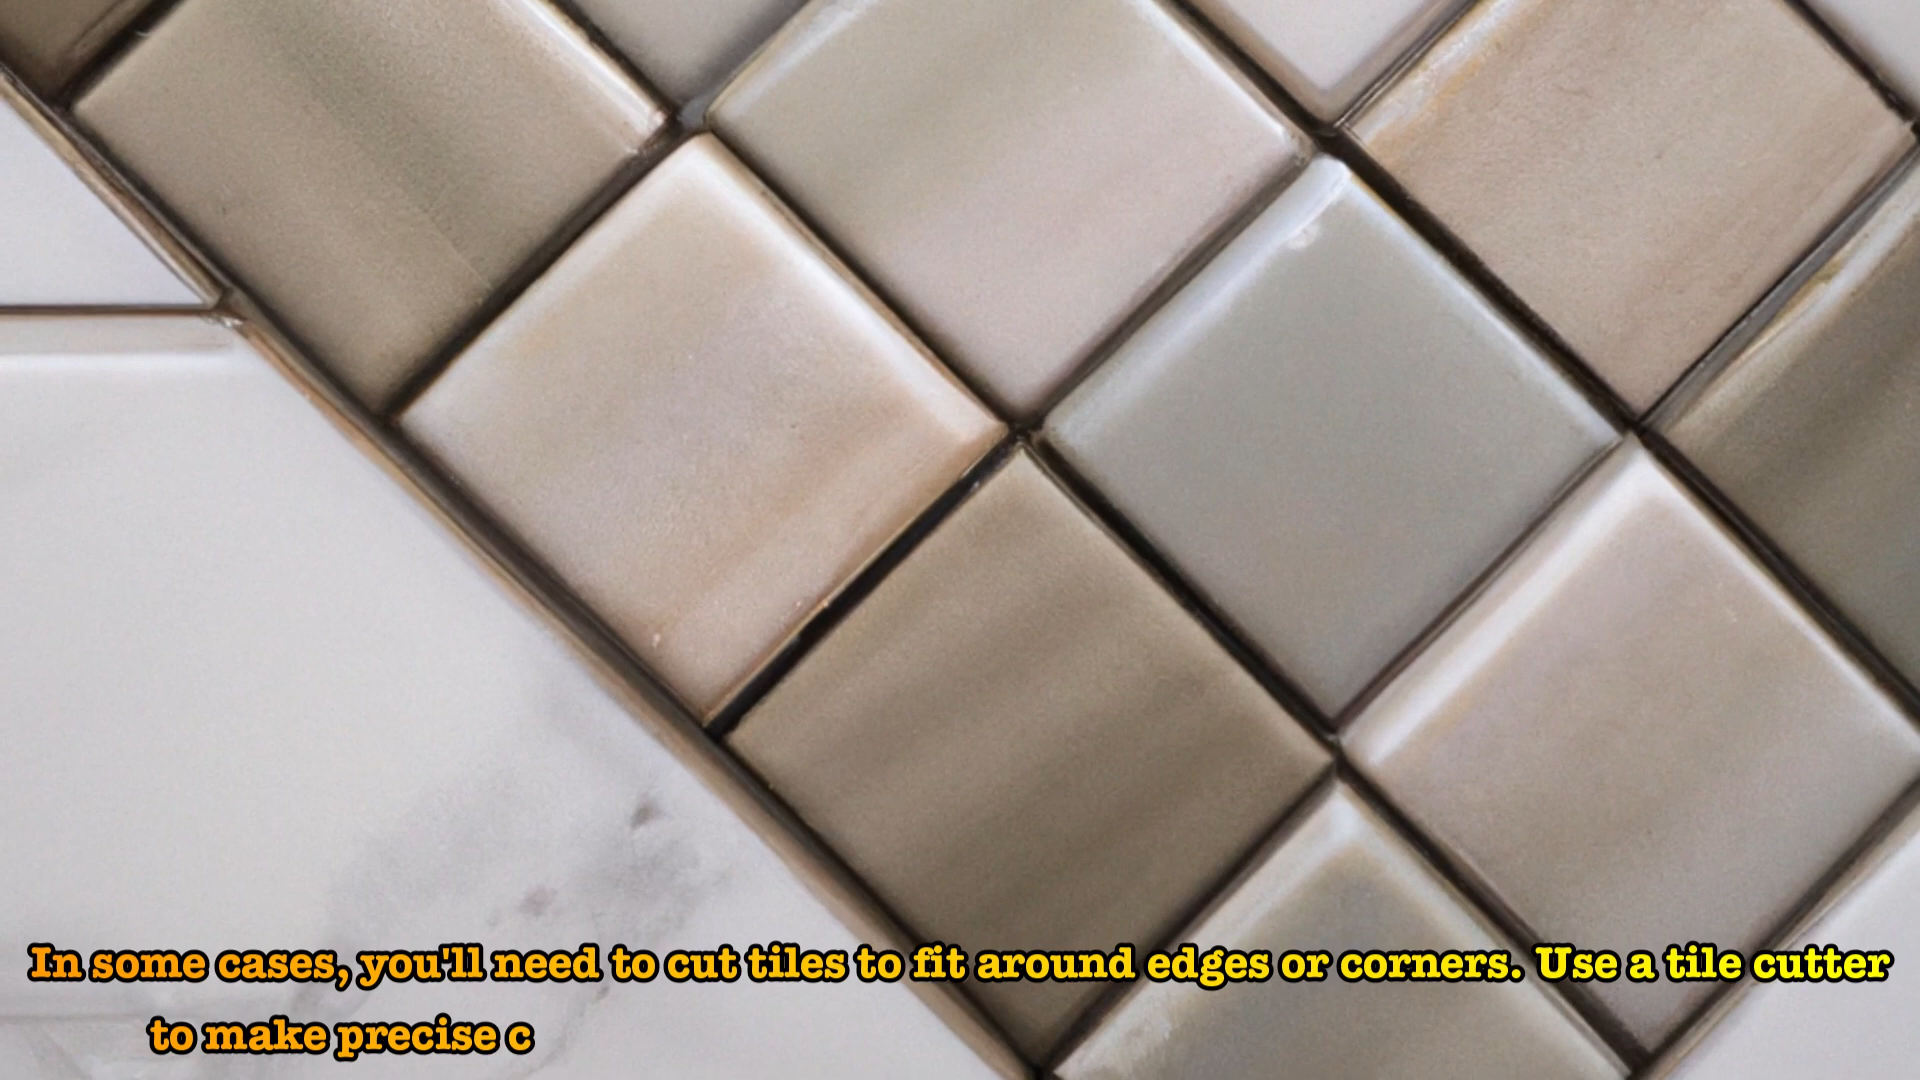 In some cases, you'll need to cut tiles to fit around edges or corners. Use a tile cutter
to make precise c